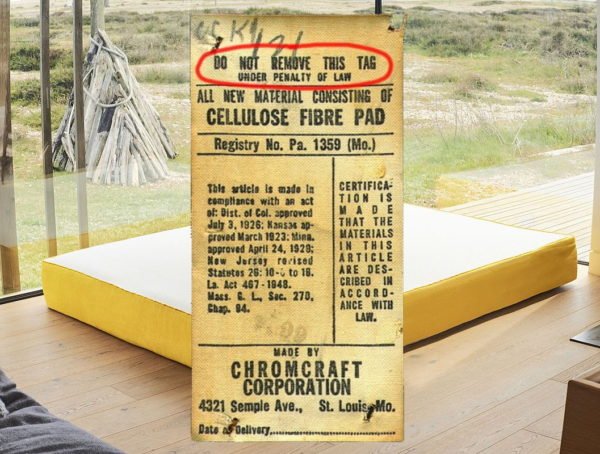 DO NOT REMOVE THIS TAG
UNDER PENALTY OF LAW
ALL NEW MATERIAL CONSISTING OF
CELLULOSE FIBRE PAD
Registry No. Pa. 1359 (Mo.)
This article is made in
compliance with an act
of: Dist. of Col. approved
July 3, 1926; Kansas ap-
proved March 1923; Minn.
approved April 24, 1929;
New Jersey revised
Statutes 26: to 18.
La. Act 467-1948.
Mass. G. L., Sec. 270,
Chap. 94.
CERTIFICA-
TION IS
MADE
THAT THE
MATERIALS
IN THIS
ARTICLE
ARE DES-
CRIBED IN
ACCORD-
ANCE WITH
LAW.
MADE BY
CHROMCRAFT
CORPORATION
4321 Semple Ave., St. Louis, Mo.
Date of Delivery,